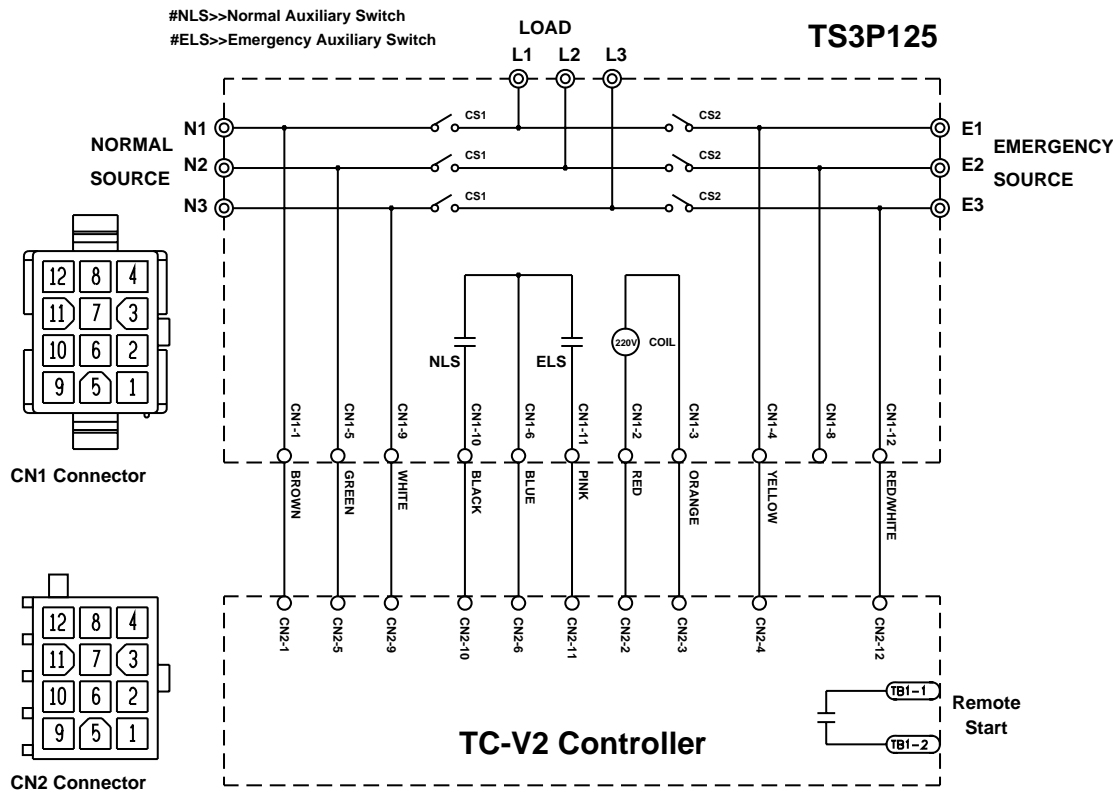 #NLS>>Normal Auxiliary Switch
#ELS>>Emergency Auxiliary Switch
LOAD
TS3P125
L1 L2 L3
N1 CS1 CS2 E1
NORMAL
SOURCE
N2 CS1 CS2 E2
EMERGENCY
SOURCE
N3 CS1 CS2 E3
12 8 4
11 7 3
10 6 2
9 5 1
CN1 Connector
NLS
ELS
220V
COIL
CN1-1
CN1-5
CN1-9
CN1-10
CN1-6
CN1-11
CN1-2
CN1-3
CN1-4
CN1-8
CN1-12
BROWN
GREEN
WHITE
BLACK
BLUE
PINK
RED
ORANGE
YELLOW
RED/WHITE
CN2-1
CN2-5
CN2-9
CN2-10
CN2-6
CN2-11
CN2-2
CN2-3
CN2-4
CN2-12
12 8 4
11 7 3
10 6 2
9 5 1
CN2 Connector
TC-V2 Controller
TB1-1
TB1-2
Remote
Start